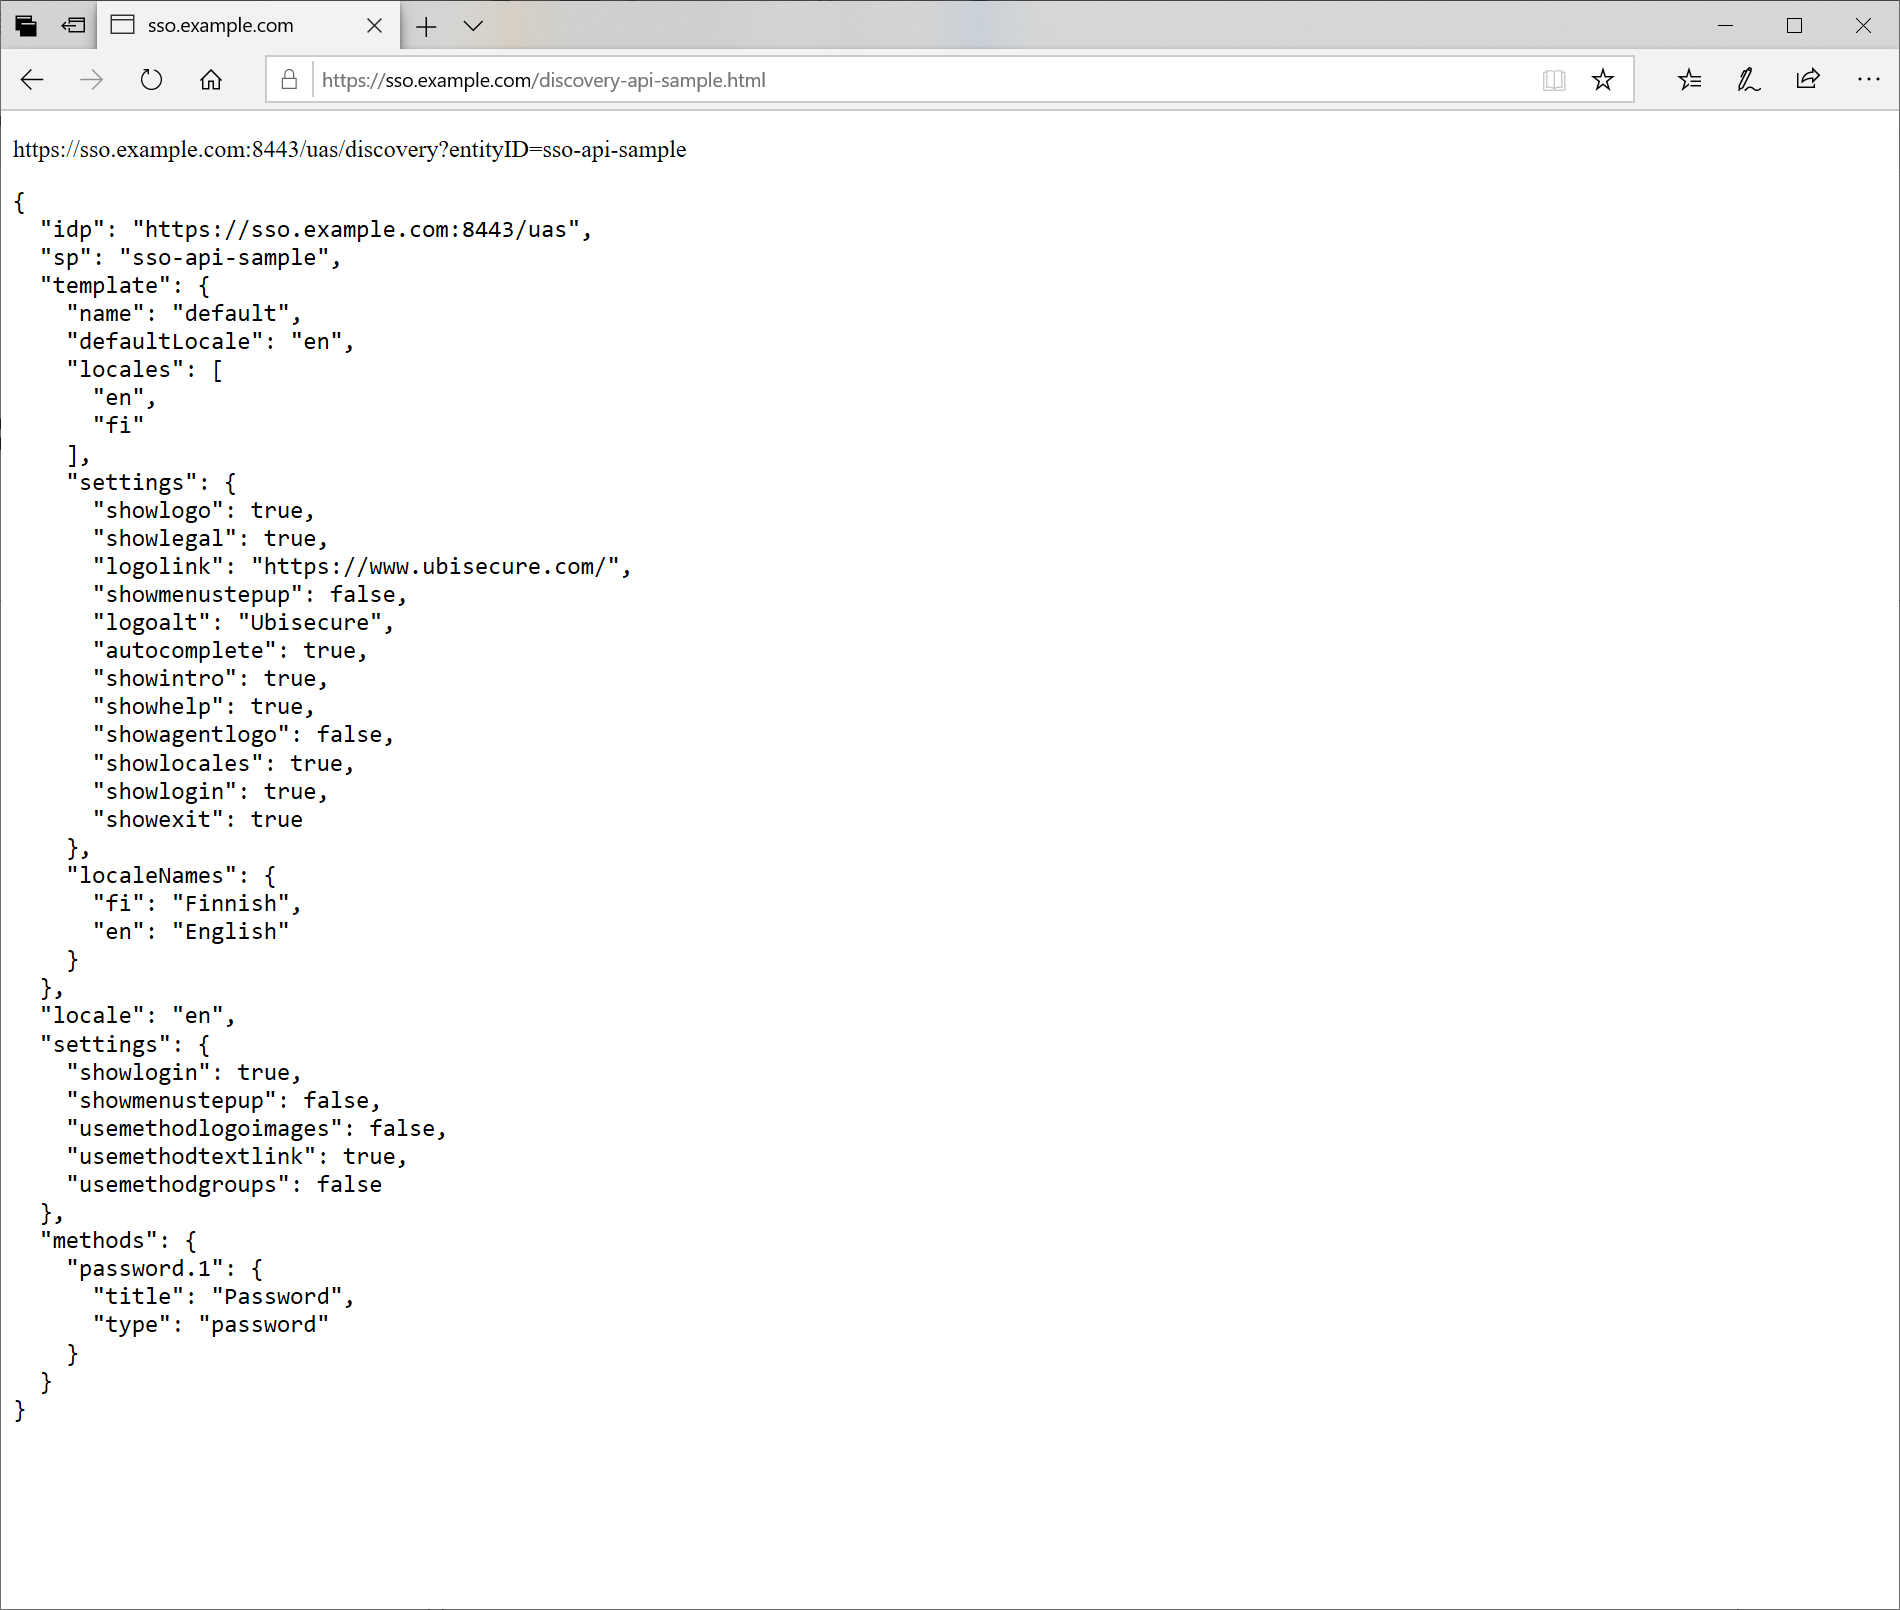 sso.example.com
https://sso.example.com/discovery-api-sample.html
https://sso.example.com:8443/uas/discovery?entityID=sso-api-sample
{
  "idp": "https://sso.example.com:8443/uas",
  "sp": "sso-api-sample",
  "template": {
    "name": "default",
    "defaultLocale": "en",
    "locales": [
      "en",
      "fi"
    ],
    "settings": {
      "showlogo": true,
      "showlegal": true,
      "logolink": "https://www.ubisecure.com/",
      "showmenustepup": false,
      "logoalt": "Ubisecure",
      "autocomplete": true,
      "showintro": true,
      "showhelp": true,
      "showagentlogo": false,
      "showlocales": true,
      "showlogin": true,
      "showexit": true
    },
    "localeNames": {
      "fi": "Finnish",
      "en": "English"
    }
  },
  "locale": "en",
  "settings": {
    "showlogin": true,
    "showmenustepup": false,
    "usemethodlogoimages": false,
    "usemethodtextlink": true,
    "usemethodgroups": false
  },
  "methods": {
    "password.1": {
      "title": "Password",
      "type": "password"
    }
  }
}